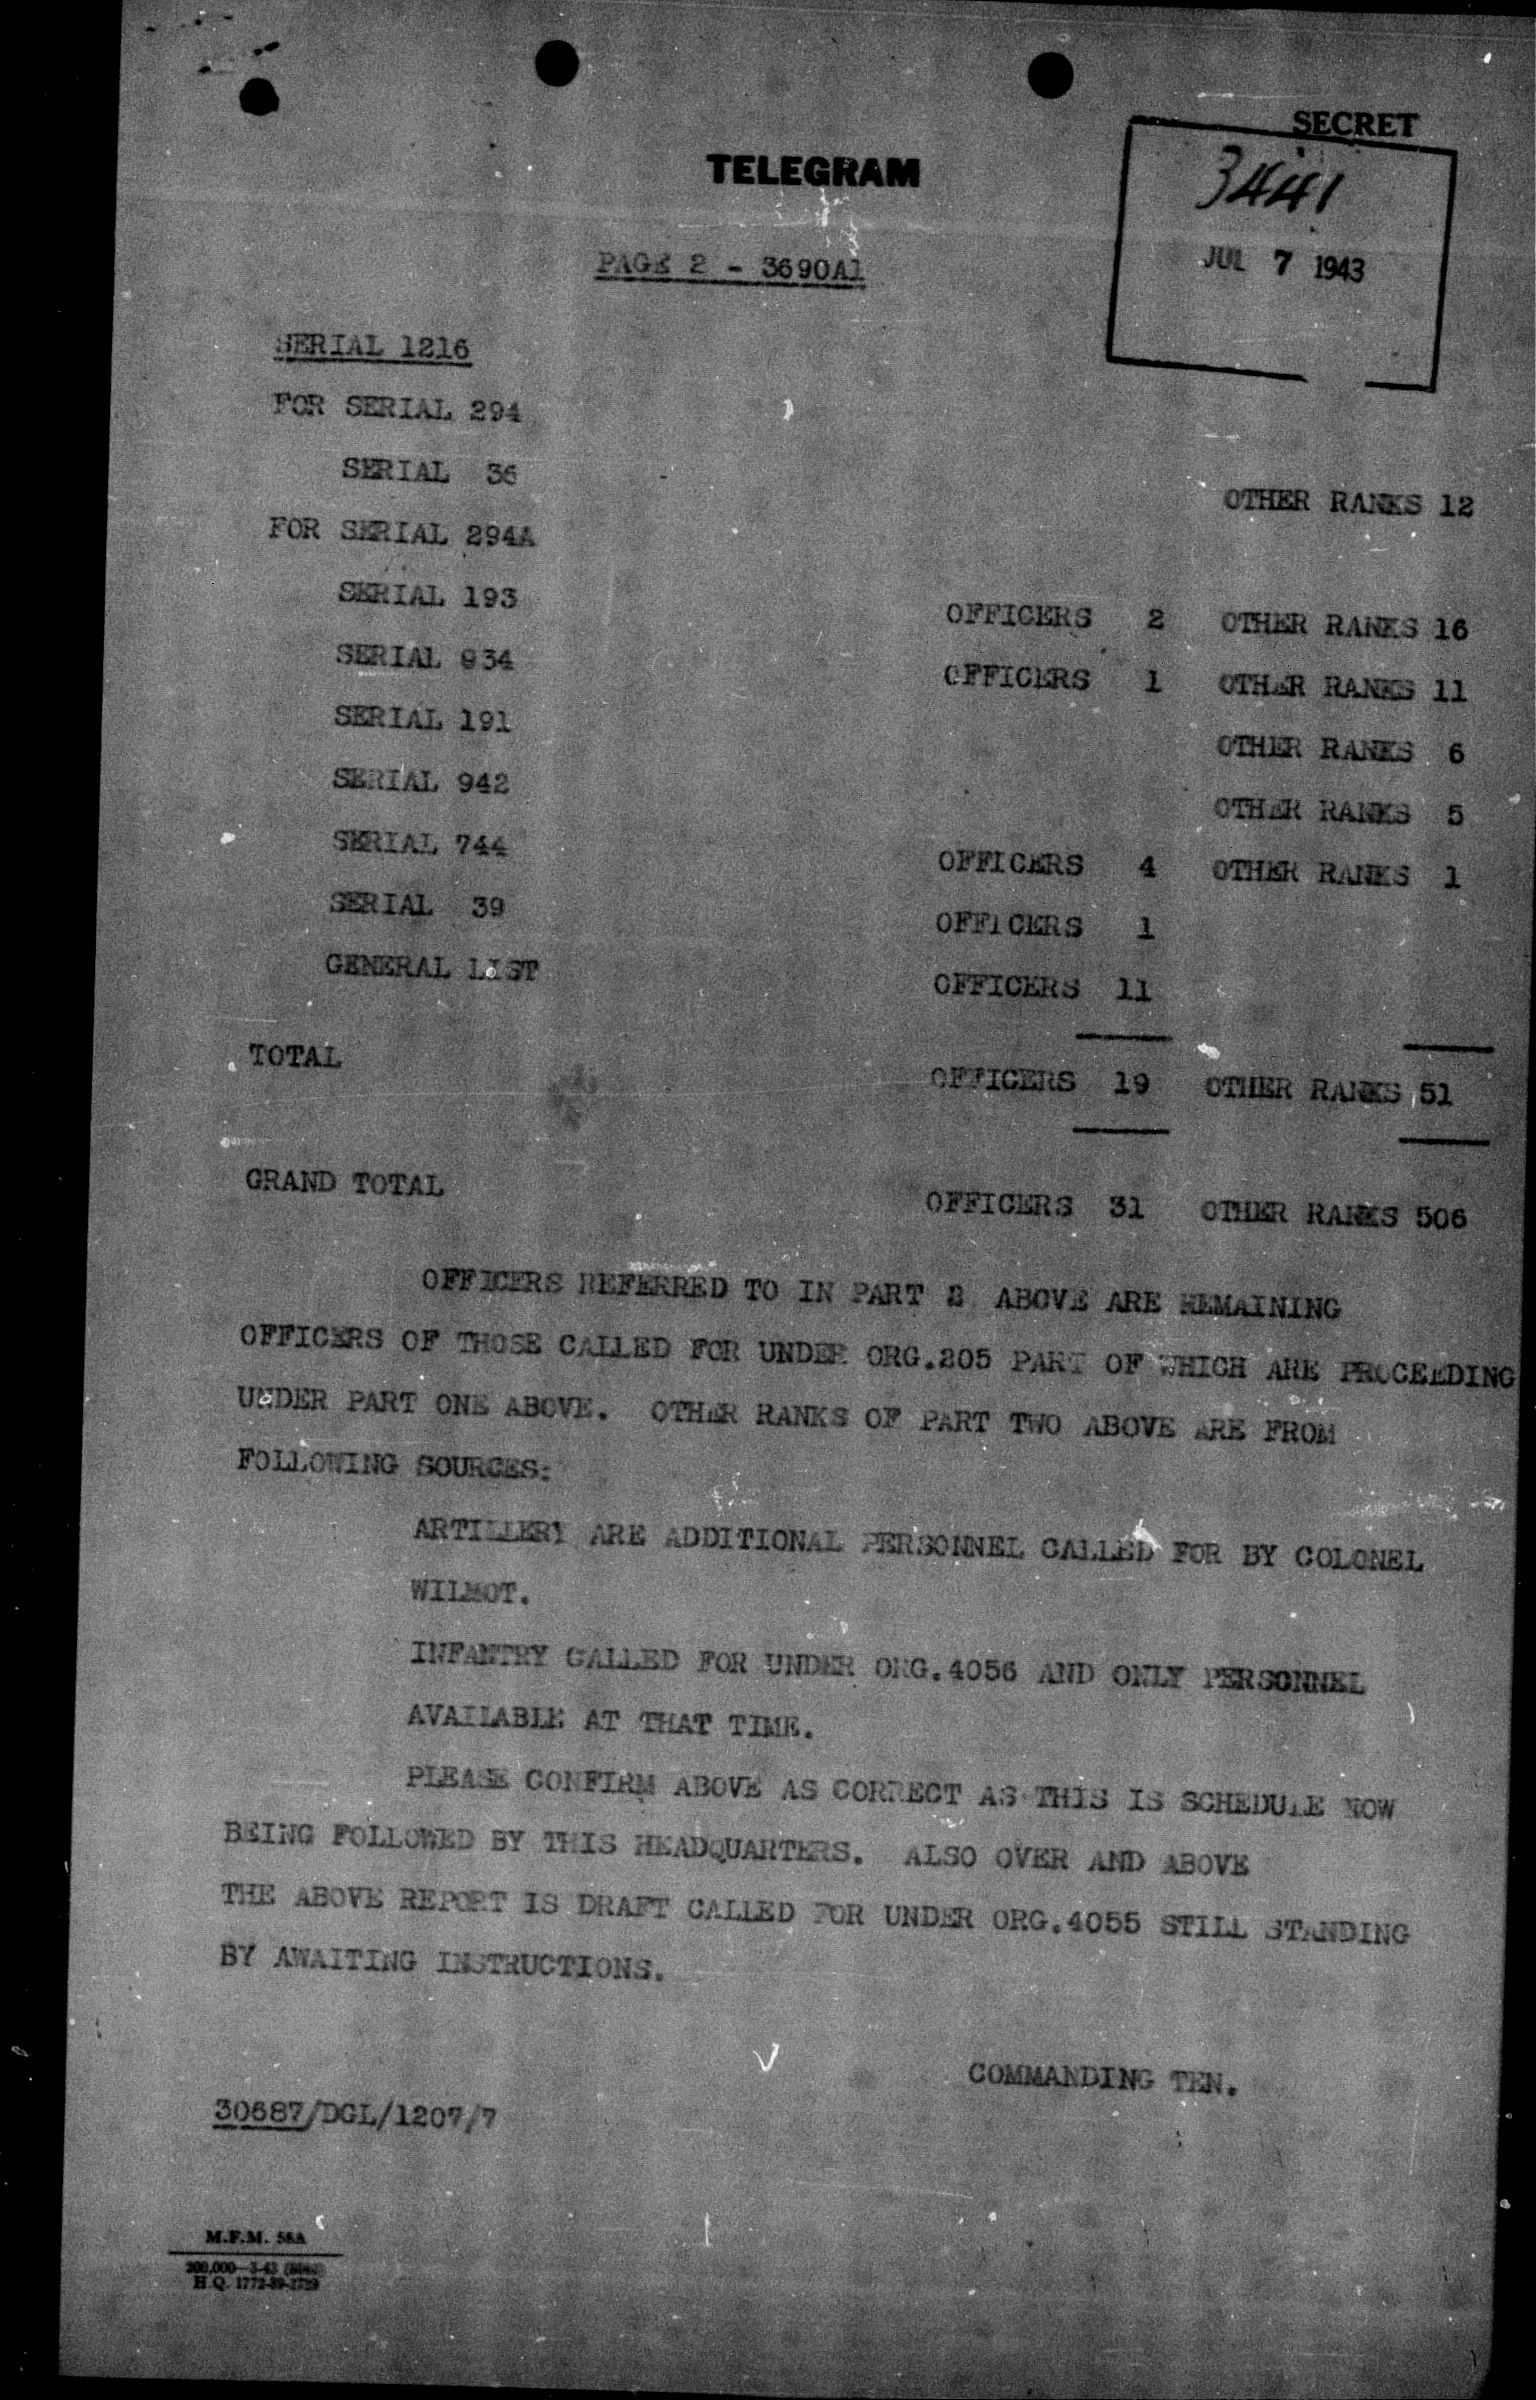 SECRET
TELEGRAM
3441
JUL 7 1943
PAGE 2 - 3690A1
SERIAL 1216
FOR SERIAL 294
SERIAL 36 OTHER RANKS 12
FOR SERIAL 294A
SERIAL 193 OFFICERS 2 OTHER RANKS 16
SERIAL 934 OFFICERS 1 OTHER RANKS 11
SERIAL 191 OTHER RANKS 6
SERIAL 942 OTHER RANKS 5
SERIAL 744 OFFICERS 4 OTHER RANKS 1
SERIAL 39 OFFICERS 1
GENERAL LIST OFFICERS 11
TOTAL OFFICERS 19 OTHER RANKS 51
GRAND TOTAL OFFICERS 31 OTHER RANKS 506
OFFICERS REFERRED TO IN PART 2 ABOVE ARE REMAINING
OFFICERS OF THOSE CALLED FOR UNDER ORG.205 PART OF WHICH ARE PROCEEDING
UNDER PART ONE ABOVE. OTHER RANKS OF PART TWO ABOVE ARE FROM
FOLLOWING SOURCES:
ARTILLERY ARE ADDITIONAL PERSONNEL CALLED FOR BY COLONEL
WILMOT.
INFANTRY CALLED FOR UNDER ORG.4056 AND ONLY PERSONNEL
AVAILABLE AT THAT TIME.
PLEASE CONFIRM ABOVE AS CORRECT AS THIS IS SCHEDULE NOW
BEING FOLLOWED BY THIS HEADQUARTERS. ALSO OVER AND ABOVE
THE ABOVE REPORT IS DRAFT CALLED FOR UNDER ORG.4055 STILL STANDING
BY AWAITING INSTRUCTIONS.
COMMANDING TEN.
30687/DGL/1207/7
M.F.M. 58A
200,000—3-43
H.Q. 1772-39-1729